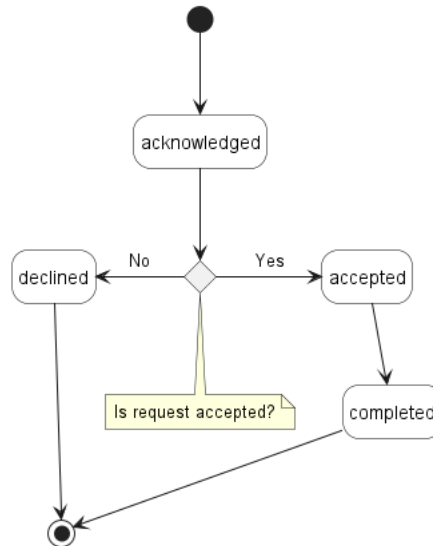 acknowledged
No
Yes
declined
accepted
Is request accepted?
completed